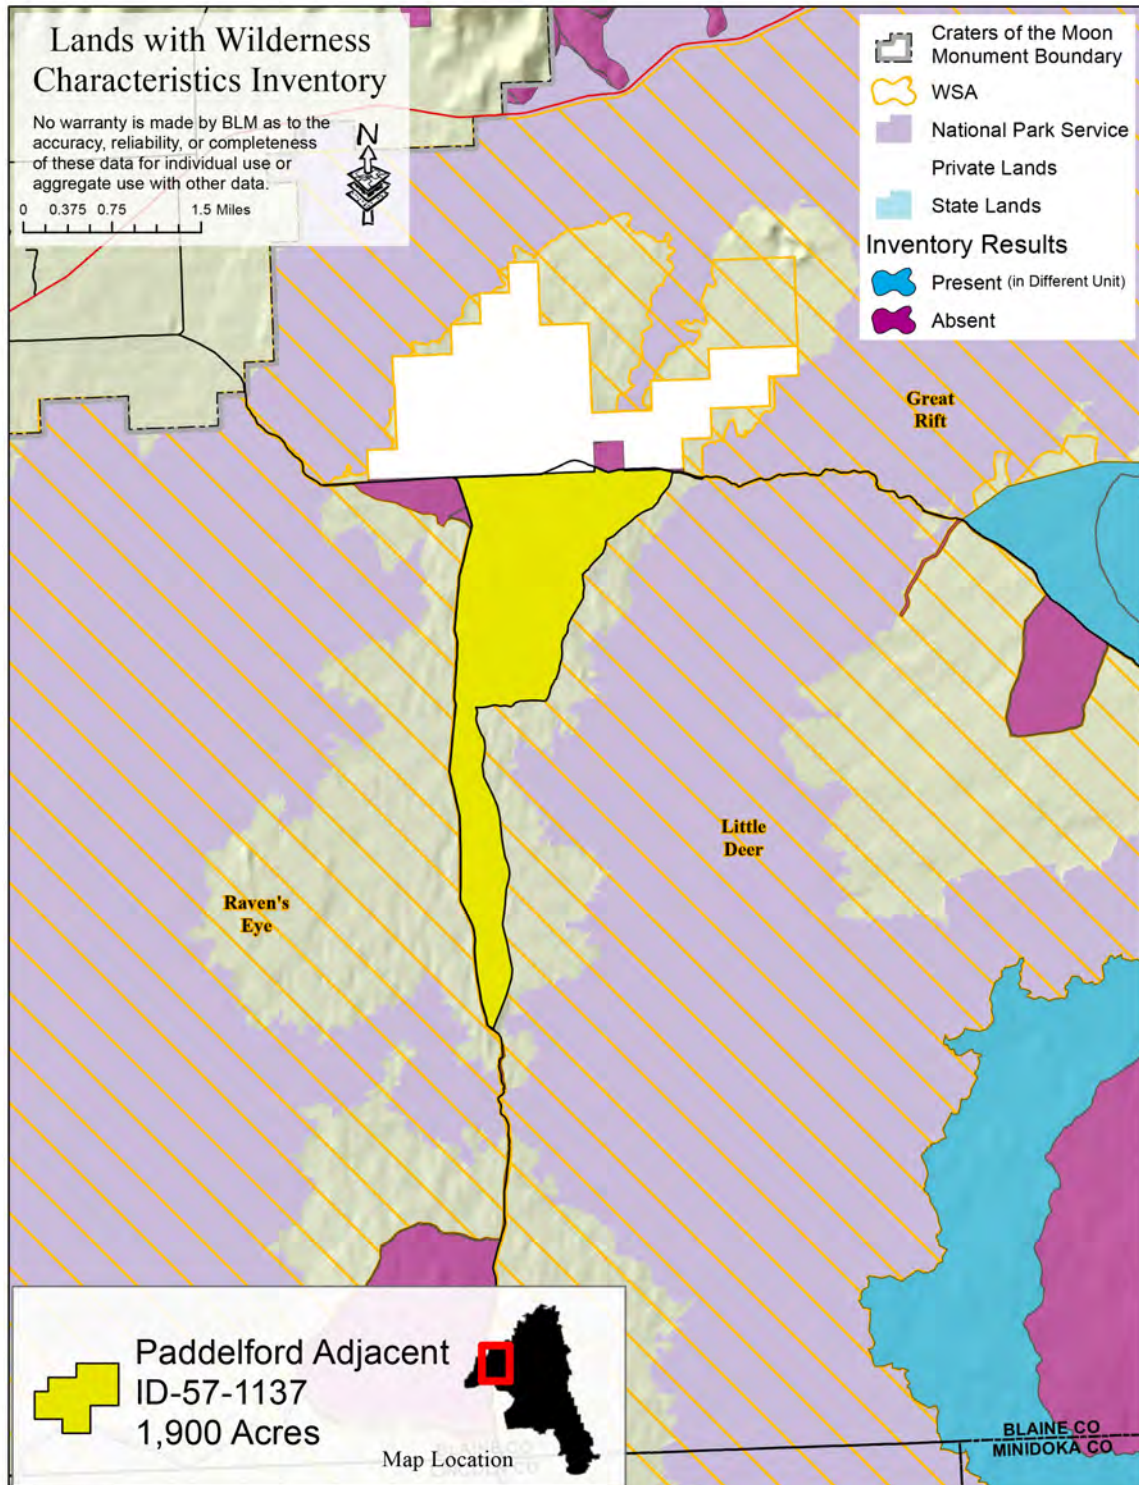 Lands with Wilderness
Characteristics Inventory
No warranty is made by BLM as to the
accuracy, reliability, or completeness
of these data for individual use or
aggregate use with other data.
N
0 0.375 0.75 1.5 Miles
Craters of the Moon
Monument Boundary
WSA
National Park Service
Private Lands
State Lands
Inventory Results
Present (in Different Unit)
Absent
Great
Rift
Little
Deer
Raven's
Eye
Paddelford Adjacent
ID-57-1137
1,900 Acres
Map Location
BLAINE CO
LINCOLN CO
BLAINE CO
MINIDOKA CO